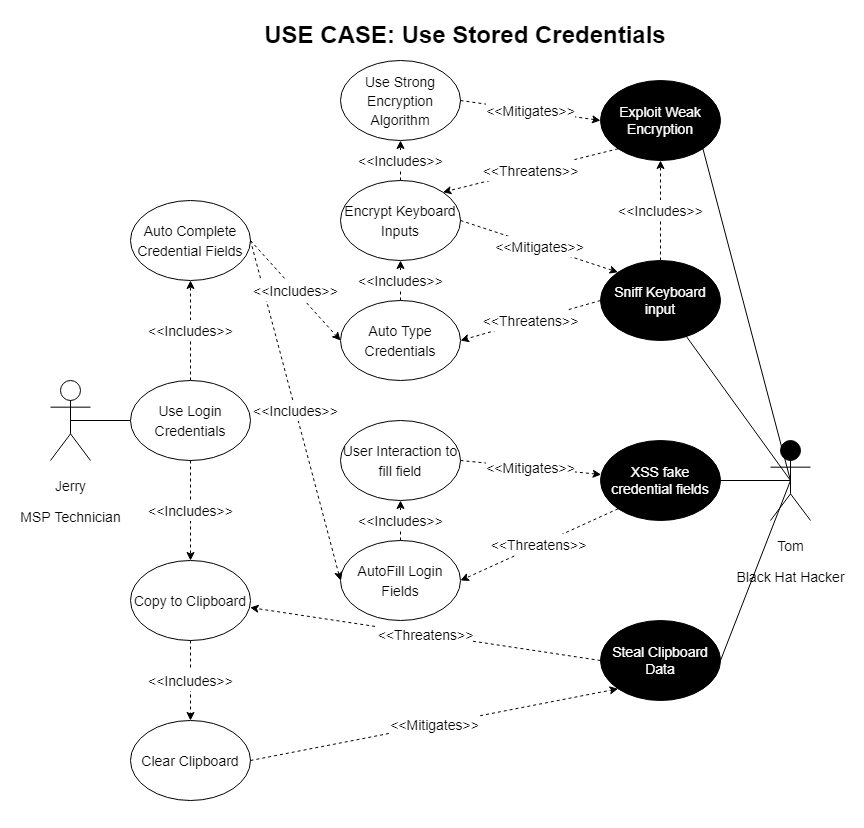 USE CASE: Use Stored Credentials
Use Strong
Encryption
Algorithm
<<Mitigates>>
Exploit Weak
Encryption
<<Includes>>
<<Threatens>>
Encrypt Keyboard
Inputs
<<Includes>>
Auto Complete
Credential Fields
<<Mitigates>>
<<Includes>>
<<Includes>>
Sniff Keyboard
input
<<Includes>>
<<Threatens>>
Auto Type
Credentials
Use Login
Credentials
<<Includes>>
User Interaction to
fill field
<<Mitigates>>
XSS fake
credential fields
Jerry
MSP Technician
<<Includes>>
<<Includes>>
<<Threatens>>
Tom
Black Hat Hacker
AutoFill Login
Fields
Copy to Clipboard
<<Threatens>>
Steal Clipboard
Data
<<Includes>>
<<Mitigates>>
Clear Clipboard